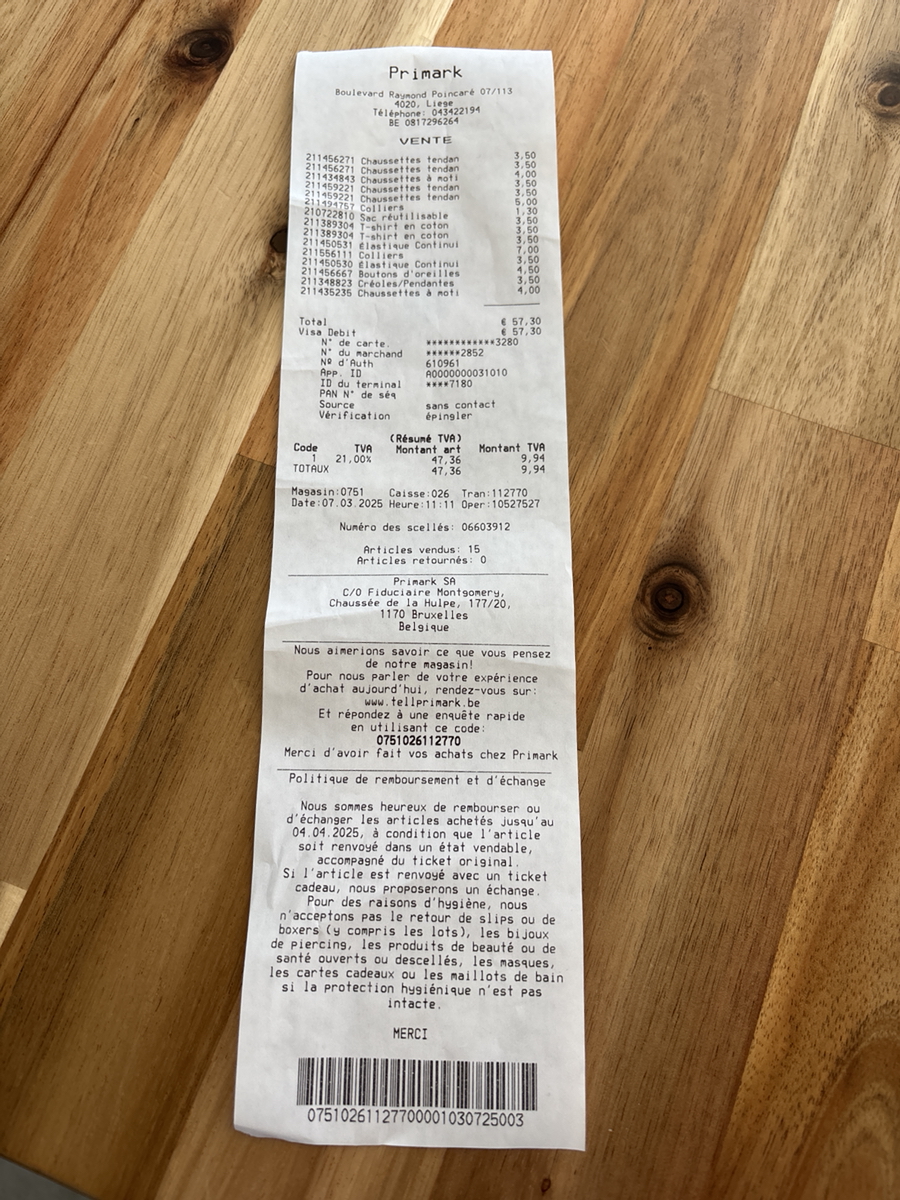 Primark
Boulevard Raymond Poincaré 07/113
4020, Liege
Téléphone: 043422194
BE 0817296264
VENTE
211456271 Chaussettes tendan 3,50
211456271 Chaussettes tendan 3,50
211434843 Chaussettes à moti 4,00
211459221 Chaussettes tendan 3,50
211459221 Chaussettes tendan 3,50
211494757 Colliers 5,00
210722810 Sac réutilisable 1,30
211389304 T-shirt en coton 3,50
211389304 T-shirt en coton 3,50
211450531 Élastique Continui 3,50
211556111 Colliers 7,00
211450530 Élastique Continui 3,50
211456667 Boutons d'oreilles 4,50
211348823 Créoles/Pendantes 3,50
211435235 Chaussettes à moti 4,00
Total € 57,30
Visa Debit € 57,30
N° de carte. ************3280
N° du marchand ******2852
Nº d'Auth 610961
App. ID A0000000031010
ID du terminal ****7180
PAN N° de séq
Source sans contact
Vérification épingler
(Résumé TVA)
Code TVA Montant art Montant TVA
1 21,00% 47,36 9,94
TOTAUX 47,36 9,94
Magasin:0751 Caisse:026 Tran:112770
Date:07.03.2025 Heure:11:11 Oper:10527527
Numéro des scellés: 06603912
Articles vendus: 15
Articles retournés: 0
Primark SA
C/O Fiduciaire Montgomery,
Chaussée de la Hulpe, 177/20,
1170 Bruxelles
Belgique
Nous aimerions savoir ce que vous pensez
de notre magasin!
Pour nous parler de votre expérience
d'achat aujourd'hui, rendez-vous sur:
www.tellprimark.be
Et répondez à une enquête rapide
en utilisant ce code:
0751026112770
Merci d'avoir fait vos achats chez Primark
Politique de remboursement et d'échange
Nous sommes heureux de rembourser ou
d'échanger les articles achetés jusqu'au
04.04.2025, à condition que l'article
soit renvoyé dans un état vendable,
accompagné du ticket original.
Si l'article est renvoyé avec un ticket
cadeau, nous proposerons un échange.
Pour des raisons d'hygiène, nous
n'acceptons pas le retour de slips ou de
boxers (y compris les lots), les bijoux
de piercing, les produits de beauté ou de
santé ouverts ou descellés, les masques,
les cartes cadeaux ou les maillots de bain
si la protection hygiénique n'est pas
intacte.
MERCI
07510261127700001030725003